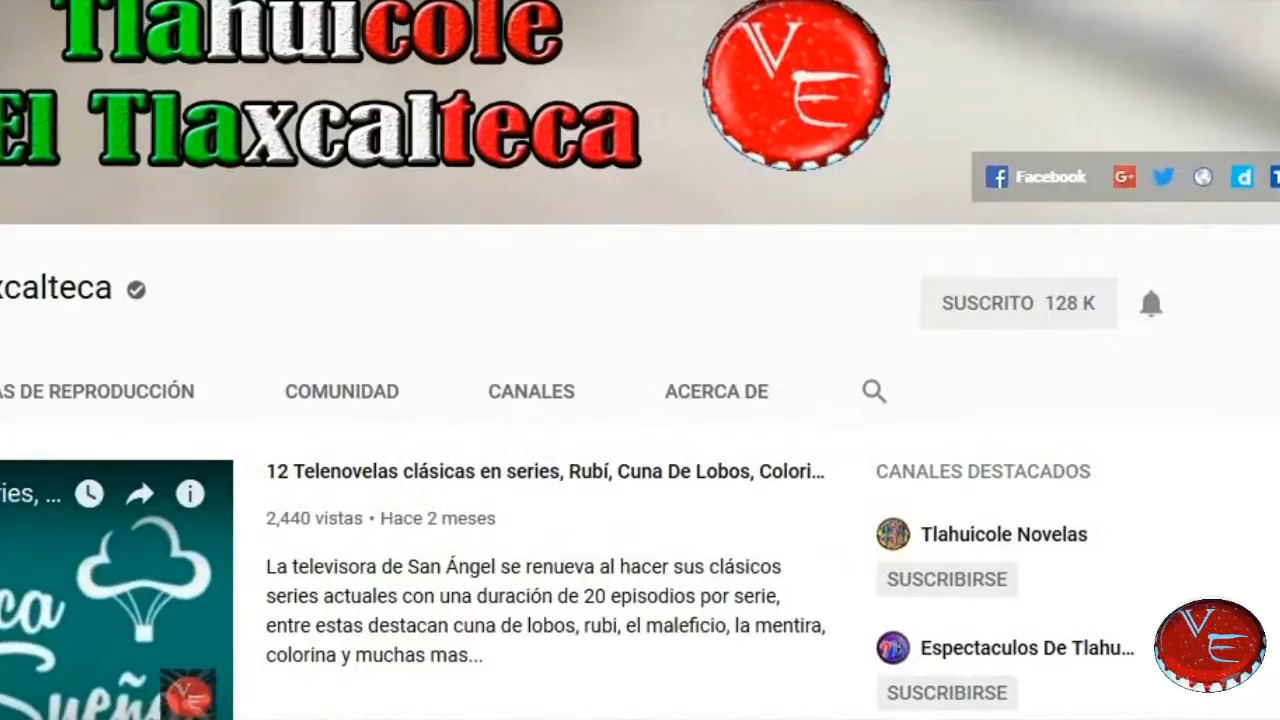 Tlahuicole
El Tlaxcalteca
VE
Facebook
G+
d
xcalteca
SUSCRITO 128 K
AS DE REPRODUCCIÓN
COMUNIDAD
CANALES
ACERCA DE
ries, ...
12 Telenovelas clásicas en series, Rubí, Cuna De Lobos, Colori...
2,440 vistas • Hace 2 meses
La televisora de San Ángel se renueva al hacer sus clásicos
series actuales con una duración de 20 episodios por serie,
entre estas destacan cuna de lobos, rubi, el maleficio, la mentira,
colorina y muchas mas...
ca
Sueño
VE
CANALES DESTACADOS
Tlahuicole Novelas
SUSCRIBIRSE
Espectaculos De Tlahu...
SUSCRIBIRSE
VE